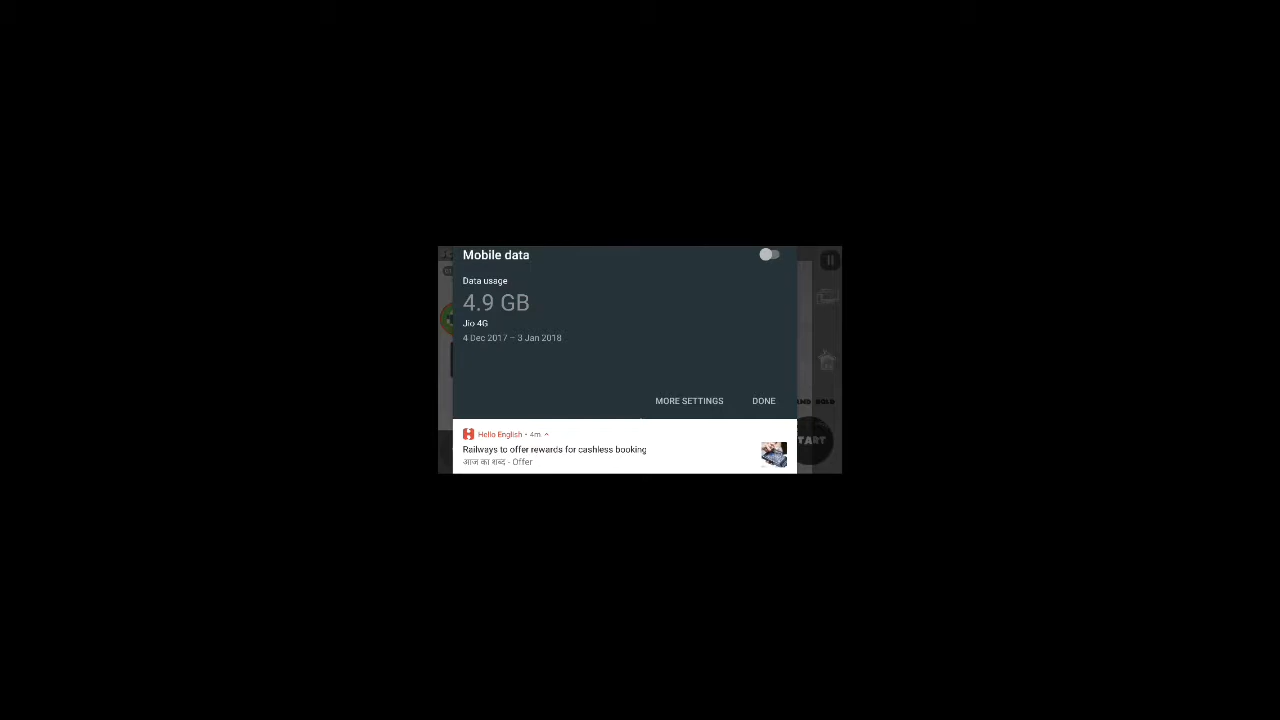 Mobile data
Data usage
4.9 GB
Jio 4G
4 Dec 2017 – 3 Jan 2018
MORE SETTINGS DONE
Hello English • 4m
Railways to offer rewards for cashless booking
आज का शब्द - Offer